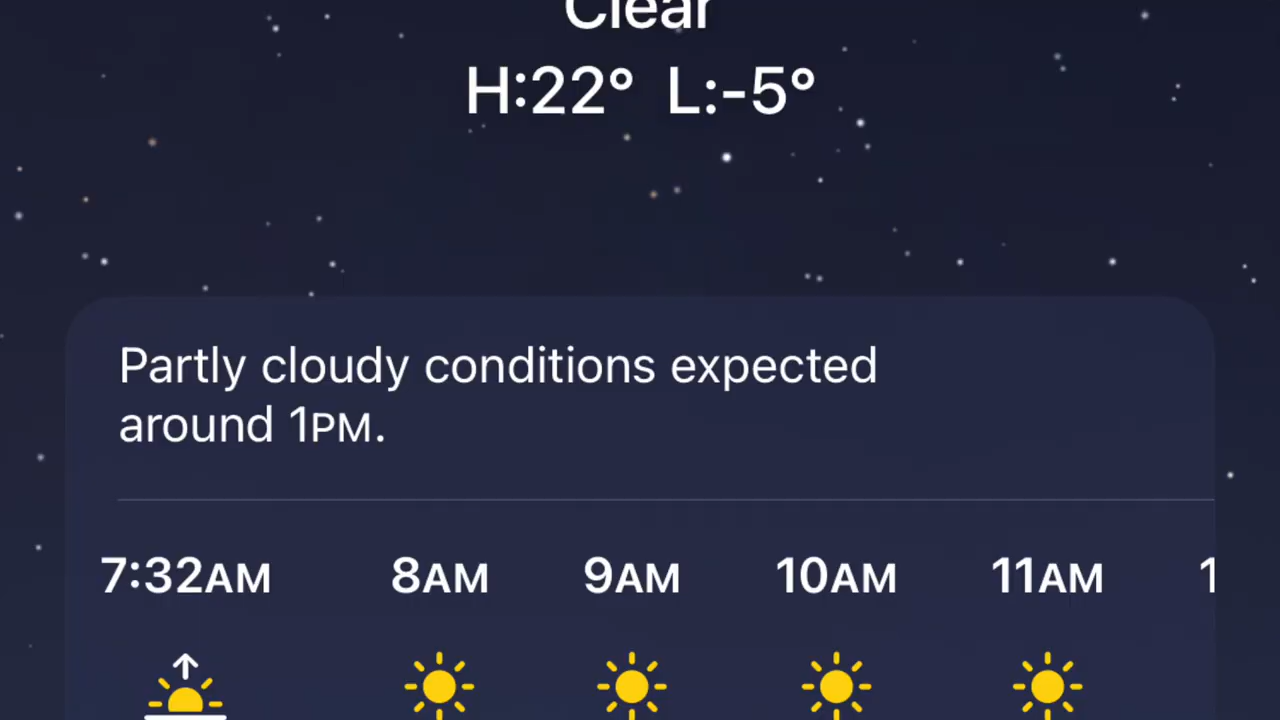 Clear
H:22° L:-5°
Partly cloudy conditions expected
around 1PM.
7:32AM 8AM 9AM 10AM 11AM